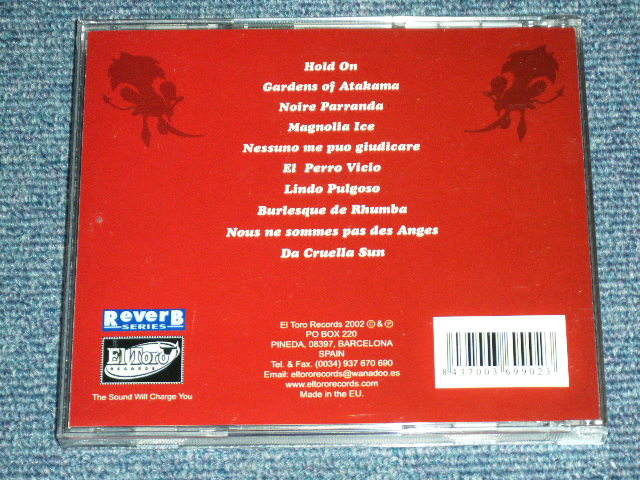 Hold On
Gardens of Atakama
Noire Parranda
Magnolia Ice
Nessuno me puo giudicare
El Perro Vicio
Lindo Pulgoso
Burlesque de Rhumba
Nous ne sommes pas des Anges
Da Cruella Sun
ReverB
SERIES
El Toro
RECORDS
The Sound Will Charge You
El Toro Records 2002 © & ℗
PO BOX 220
PINEDA, 08397, BARCELONA
SPAIN
Tel. & Fax. (0034) 937 670 690
Email: eltororecords@wanadoo.es
www.eltororecords.com
Made in the EU.
8 437003 699023